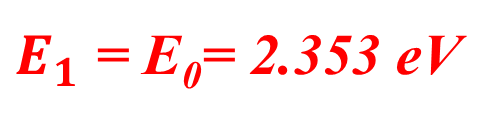 E₁ = E₀= 2.353 eV